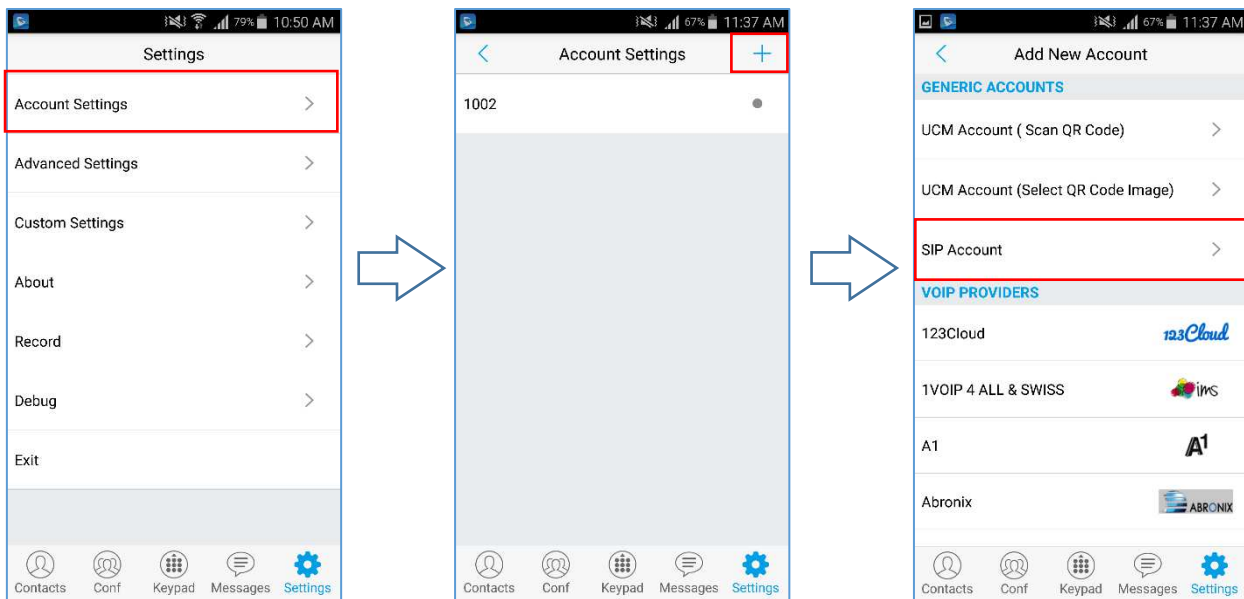 79% 10:50 AM
Settings
Account Settings
Advanced Settings
Custom Settings
About
Record
Debug
Exit
Contacts Conf Keypad Messages Settings
67% 11:37 AM
Account Settings
1002
Contacts Conf Keypad Messages Settings
67% 11:37 AM
Add New Account
GENERIC ACCOUNTS
UCM Account ( Scan QR Code)
UCM Account (Select QR Code Image)
SIP Account
VOIP PROVIDERS
123Cloud 123Cloud
1VOIP 4 ALL & SWISS ims
A1 A1
Abronix ABRONIX
Contacts Conf Keypad Messages Settings